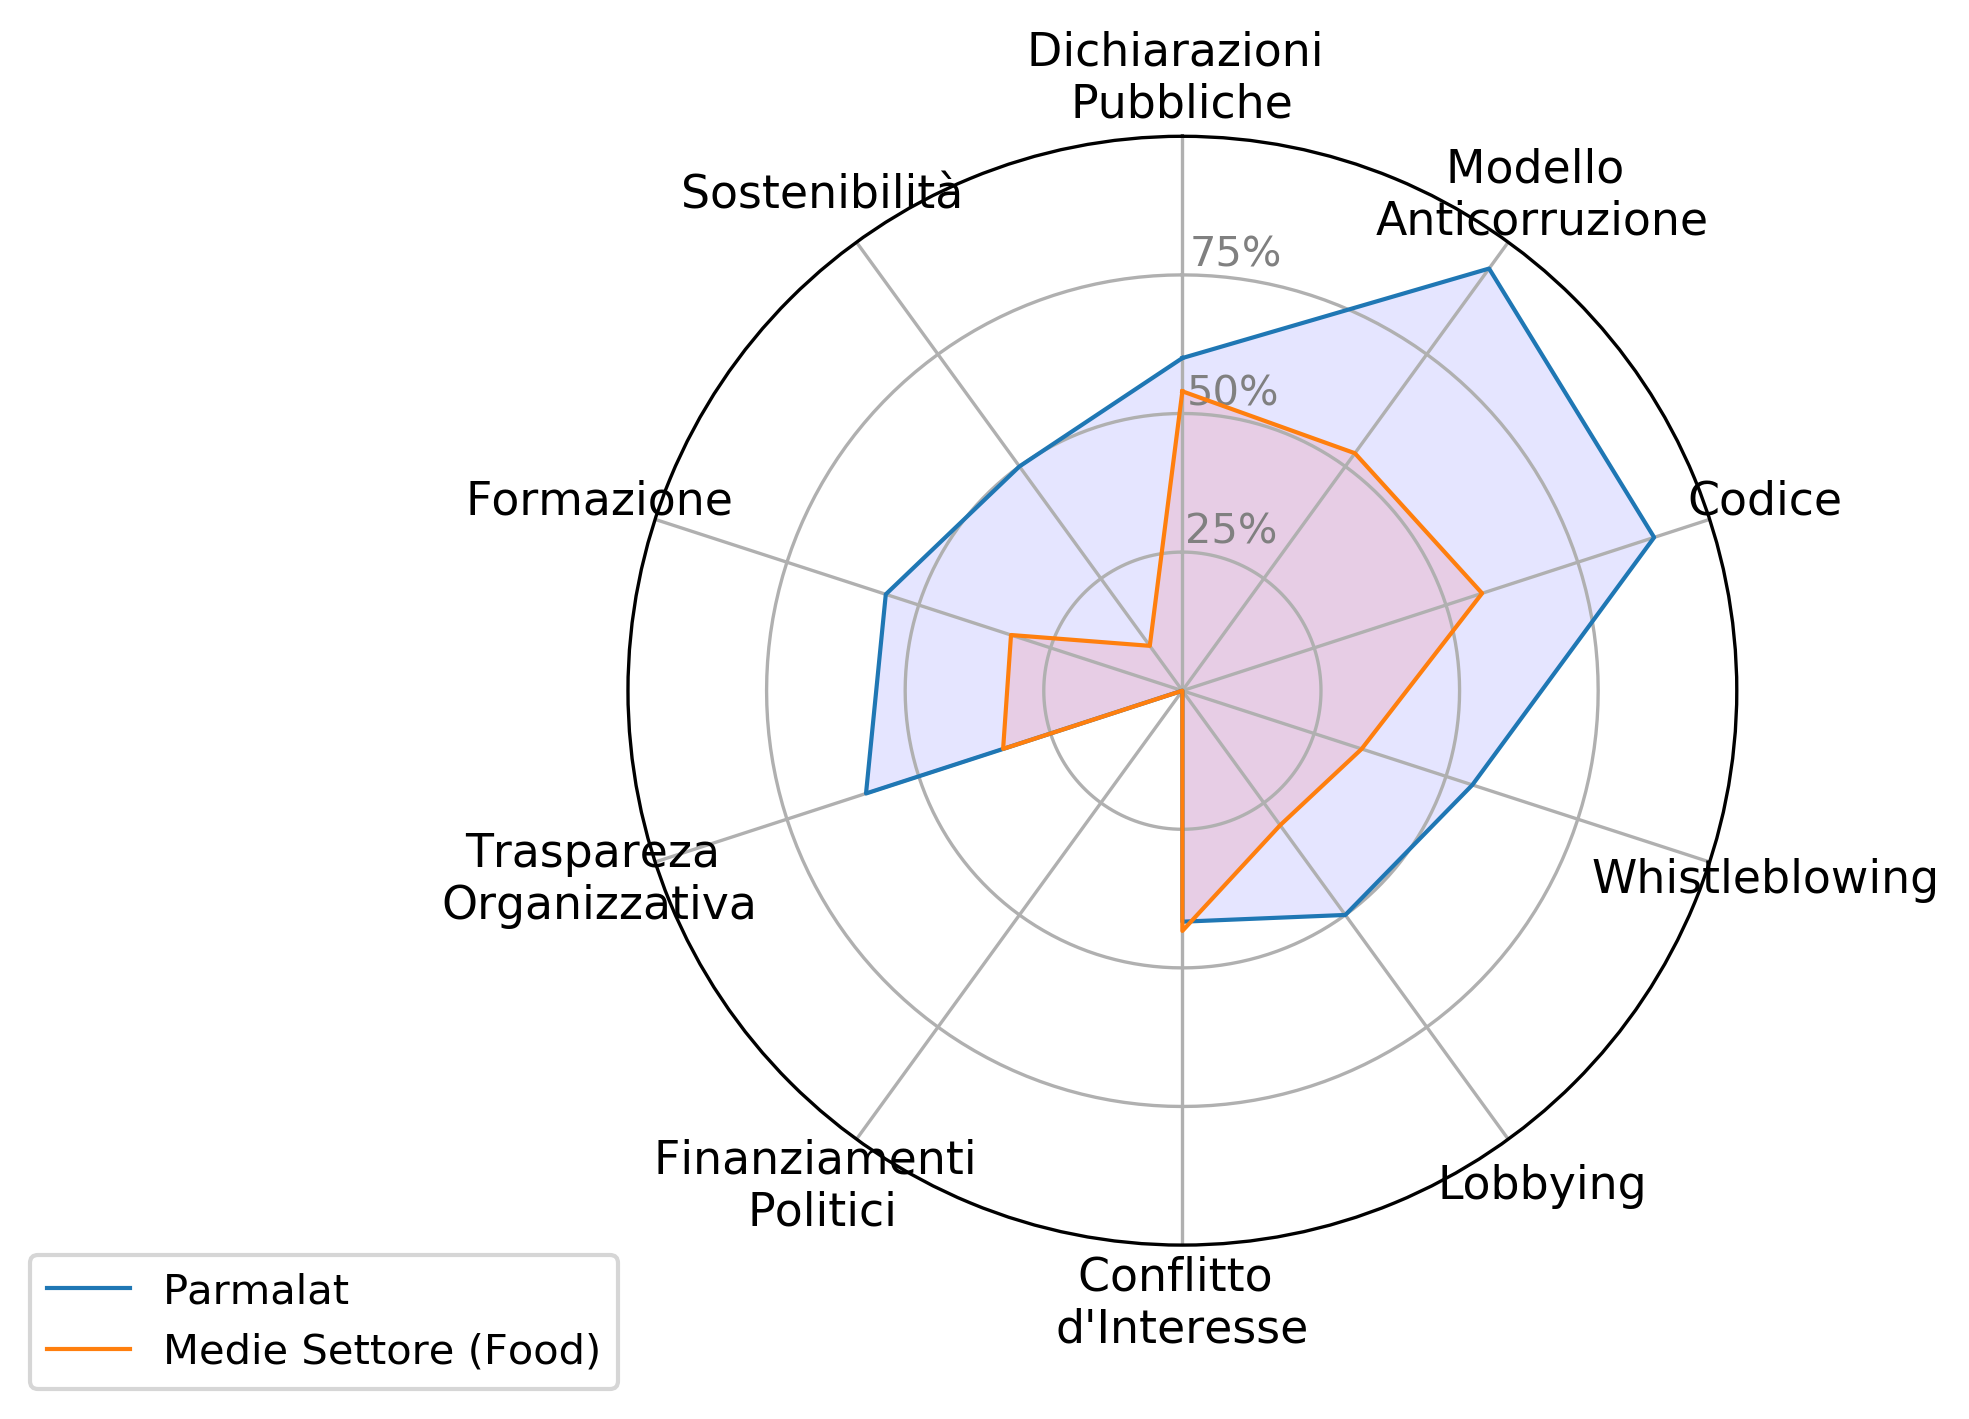 Dichiarazioni
Pubbliche
Modello
Anticorruzione
Sostenibilità
75%
50%
Formazione
Codice
25%
Traspareza
Organizzativa
Whistleblowing
Finanziamenti
Politici
Lobbying
Conflitto
d'Interesse
Parmalat
Medie Settore (Food)